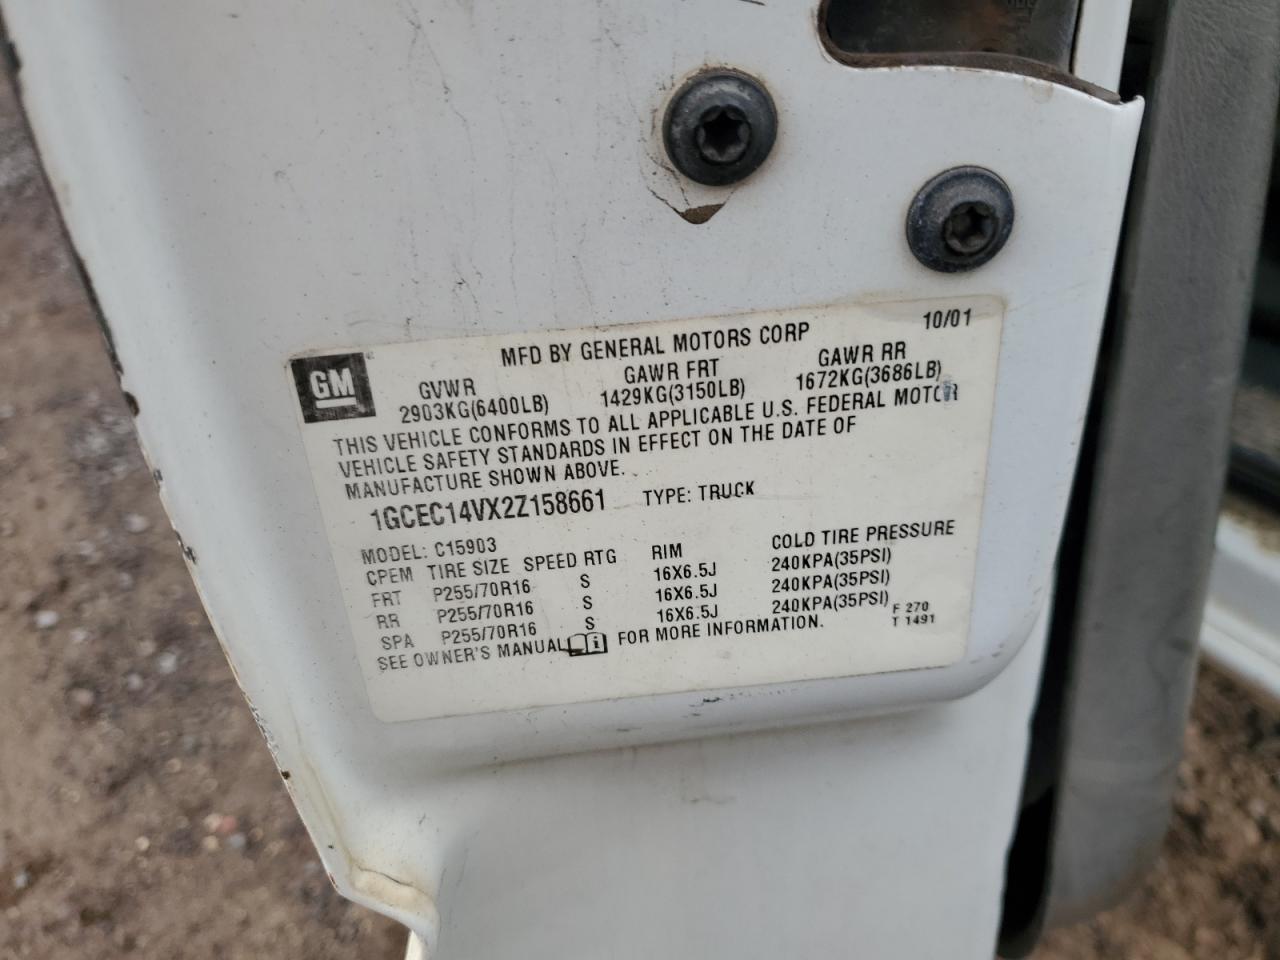 10/01
GM
MFD BY GENERAL MOTORS CORP
GVWR GAWR FRT GAWR RR
2903KG(6400LB) 1429KG(3150LB) 1672KG(3686LB)
THIS VEHICLE CONFORMS TO ALL APPLICABLE U.S. FEDERAL MOTOR
VEHICLE SAFETY STANDARDS IN EFFECT ON THE DATE OF
MANUFACTURE SHOWN ABOVE.
1GCEC14VX2Z158661 TYPE: TRUCK
MODEL: C15903
CPEM TIRE SIZE SPEED RTG RIM COLD TIRE PRESSURE
FRT P255/70R16 S 16X6.5J 240KPA(35PSI)
RR P255/70R16 S 16X6.5J 240KPA(35PSI)
SPA P255/70R16 S 16X6.5J 240KPA(35PSI)
SEE OWNER'S MANUAL FOR MORE INFORMATION.
F 270
T 1491